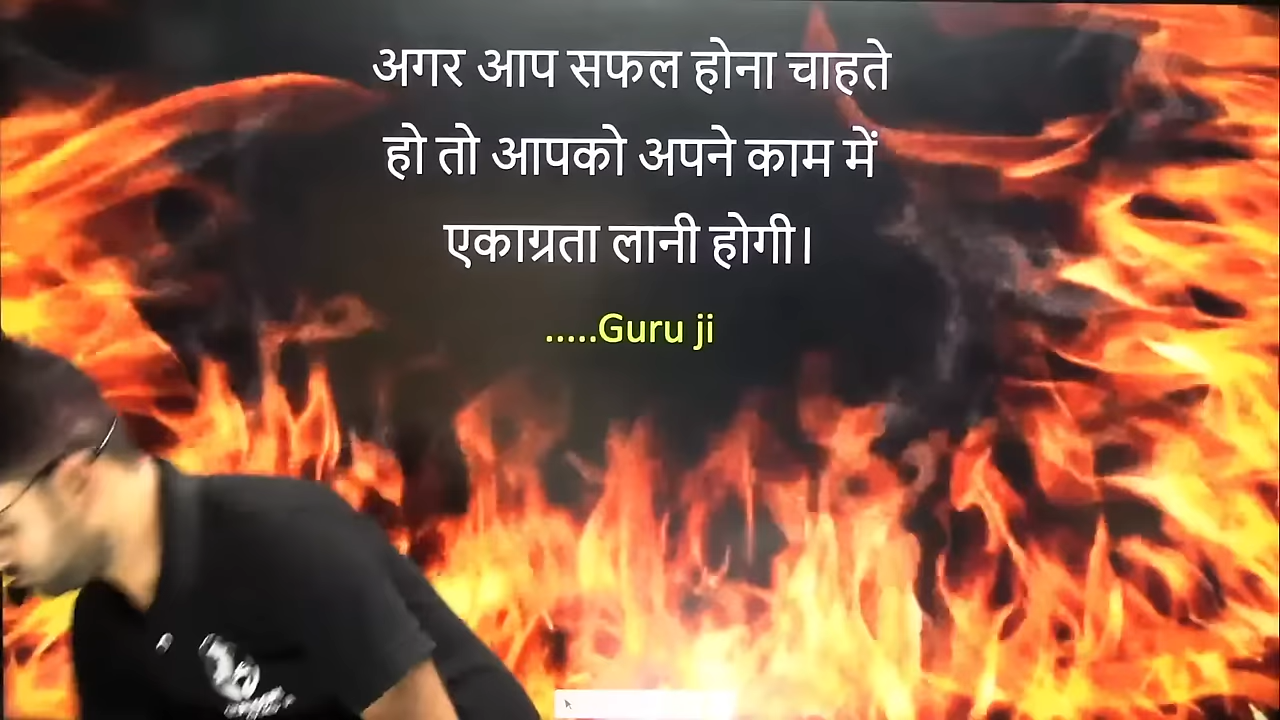 अगर आप सफल होना चाहते
हो तो आपको अपने काम में
एकाग्रता लानी होगी।
.....Guru ji